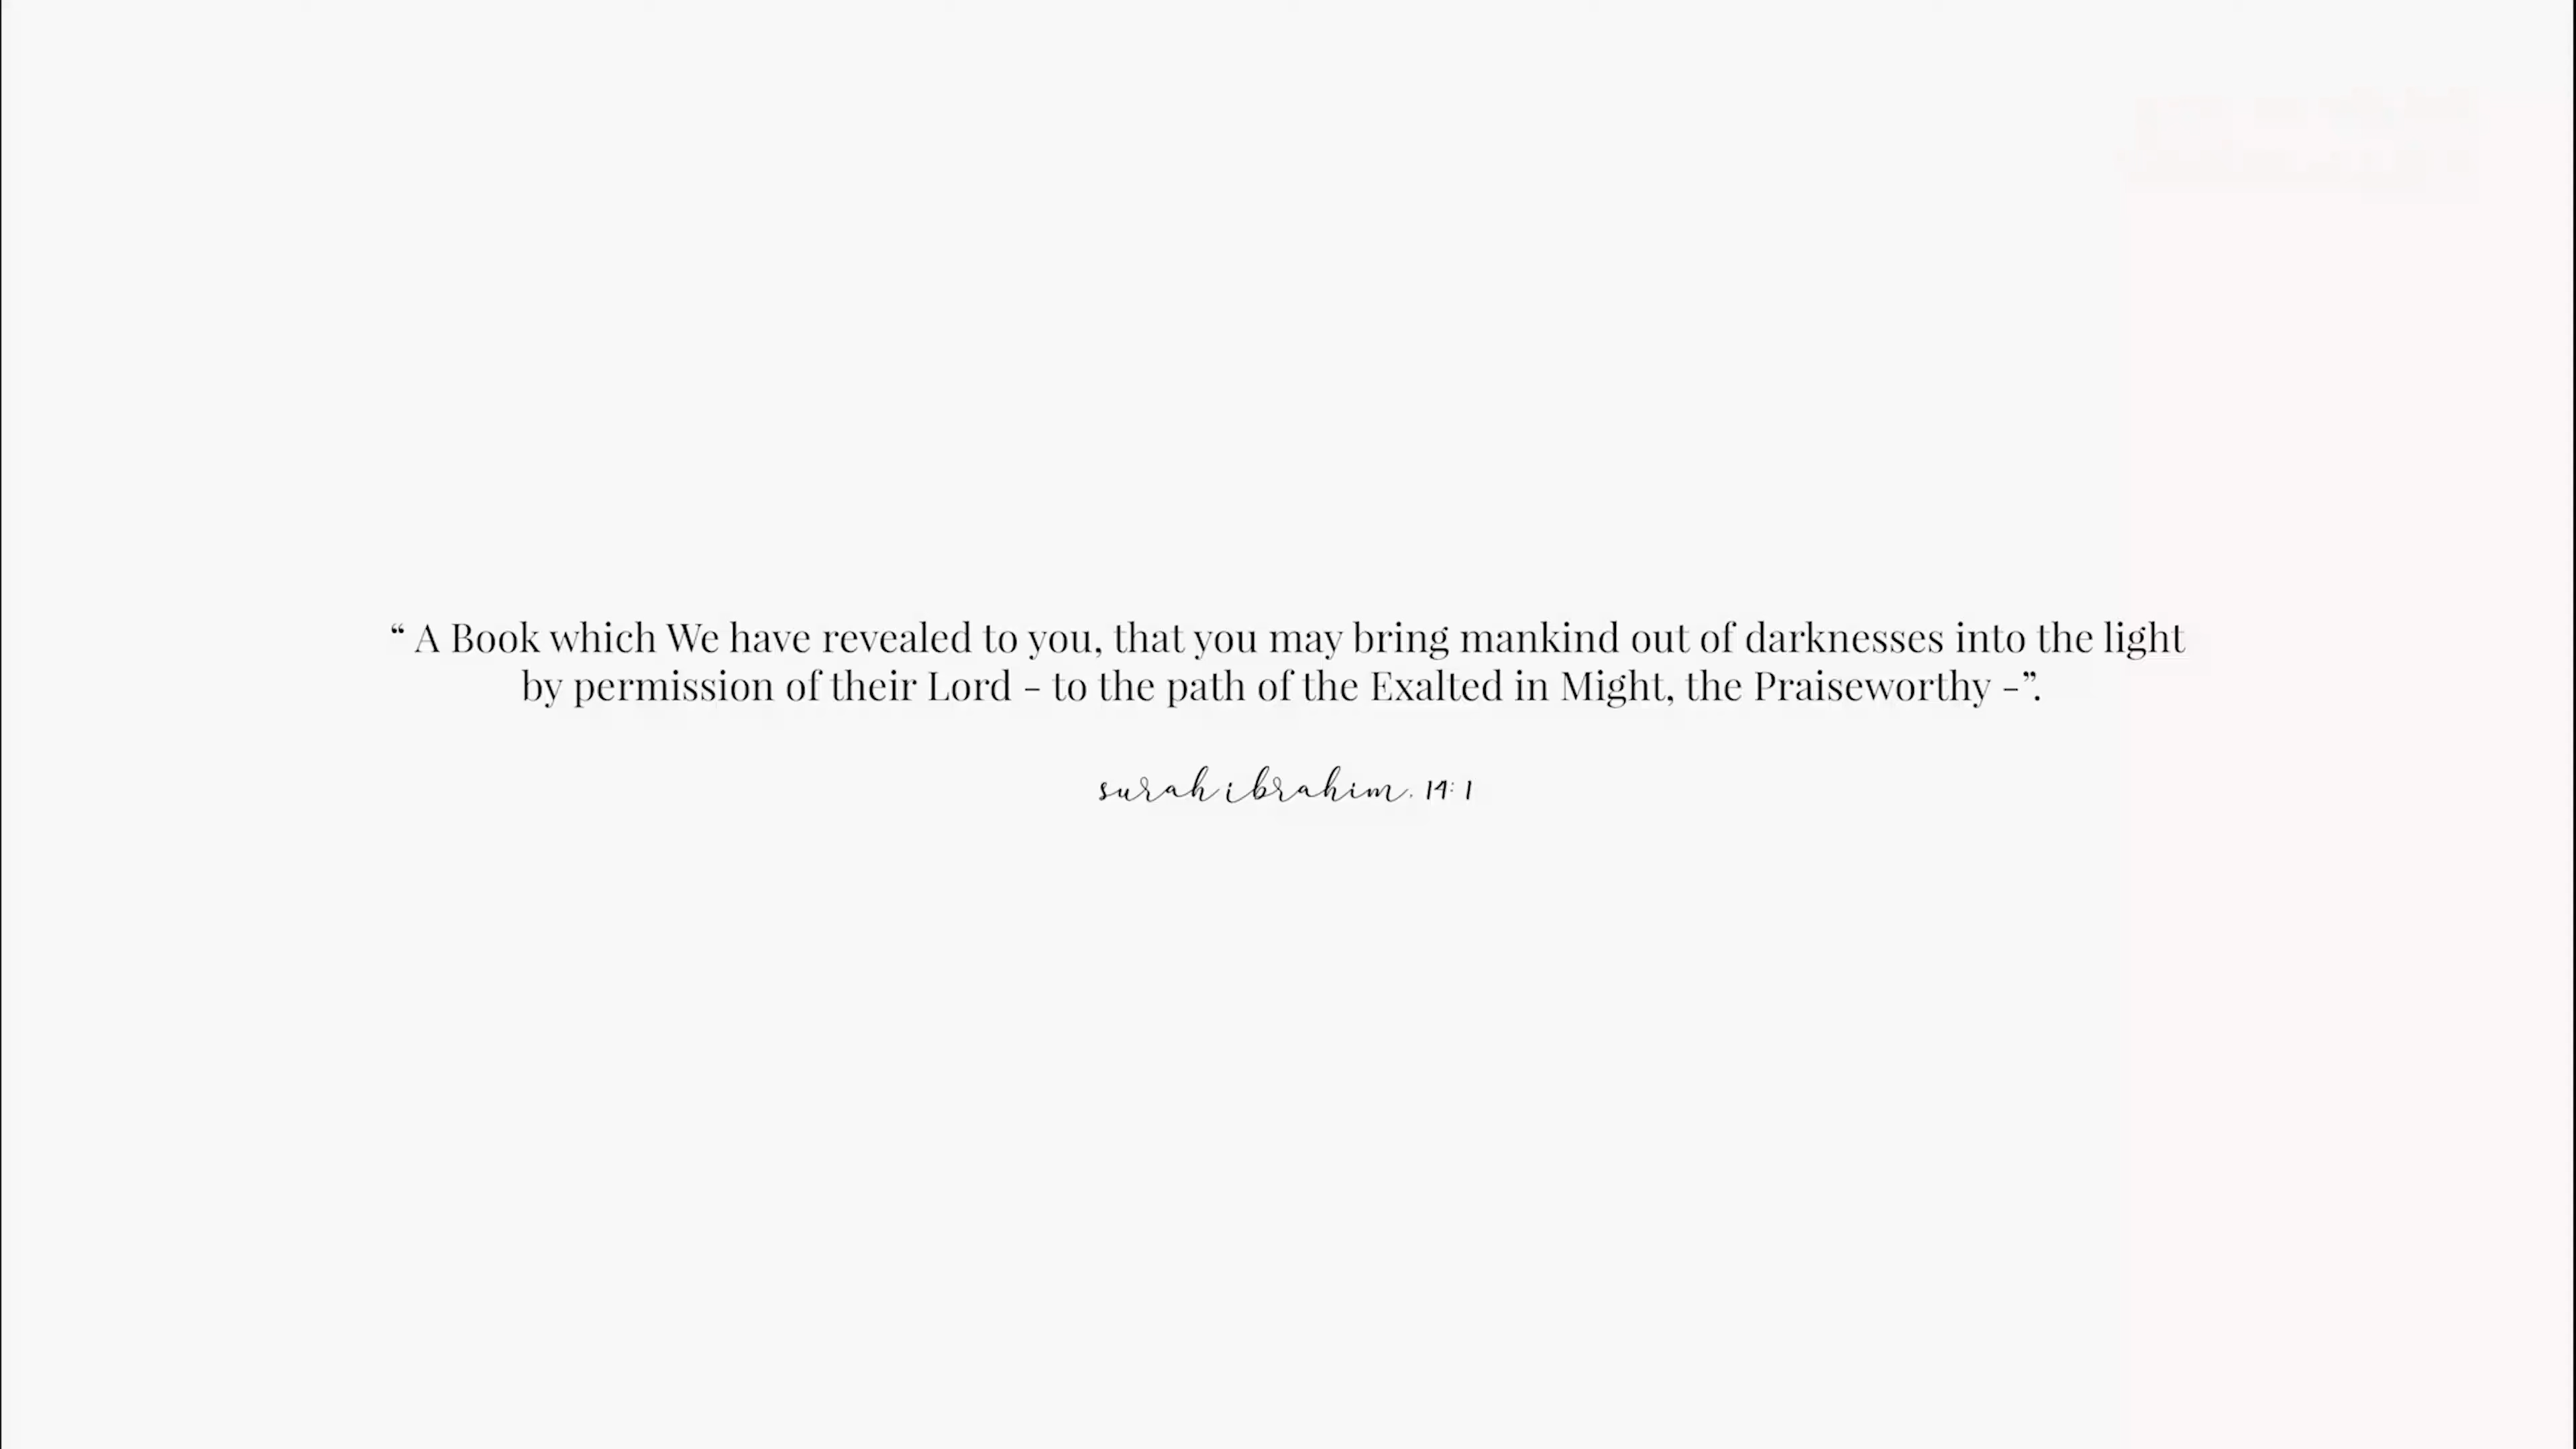 “ A Book which We have revealed to you, that you may bring mankind out of darknesses into the light
by permission of their Lord - to the path of the Exalted in Might, the Praiseworthy -”.
surah ibrahim. 14: 1